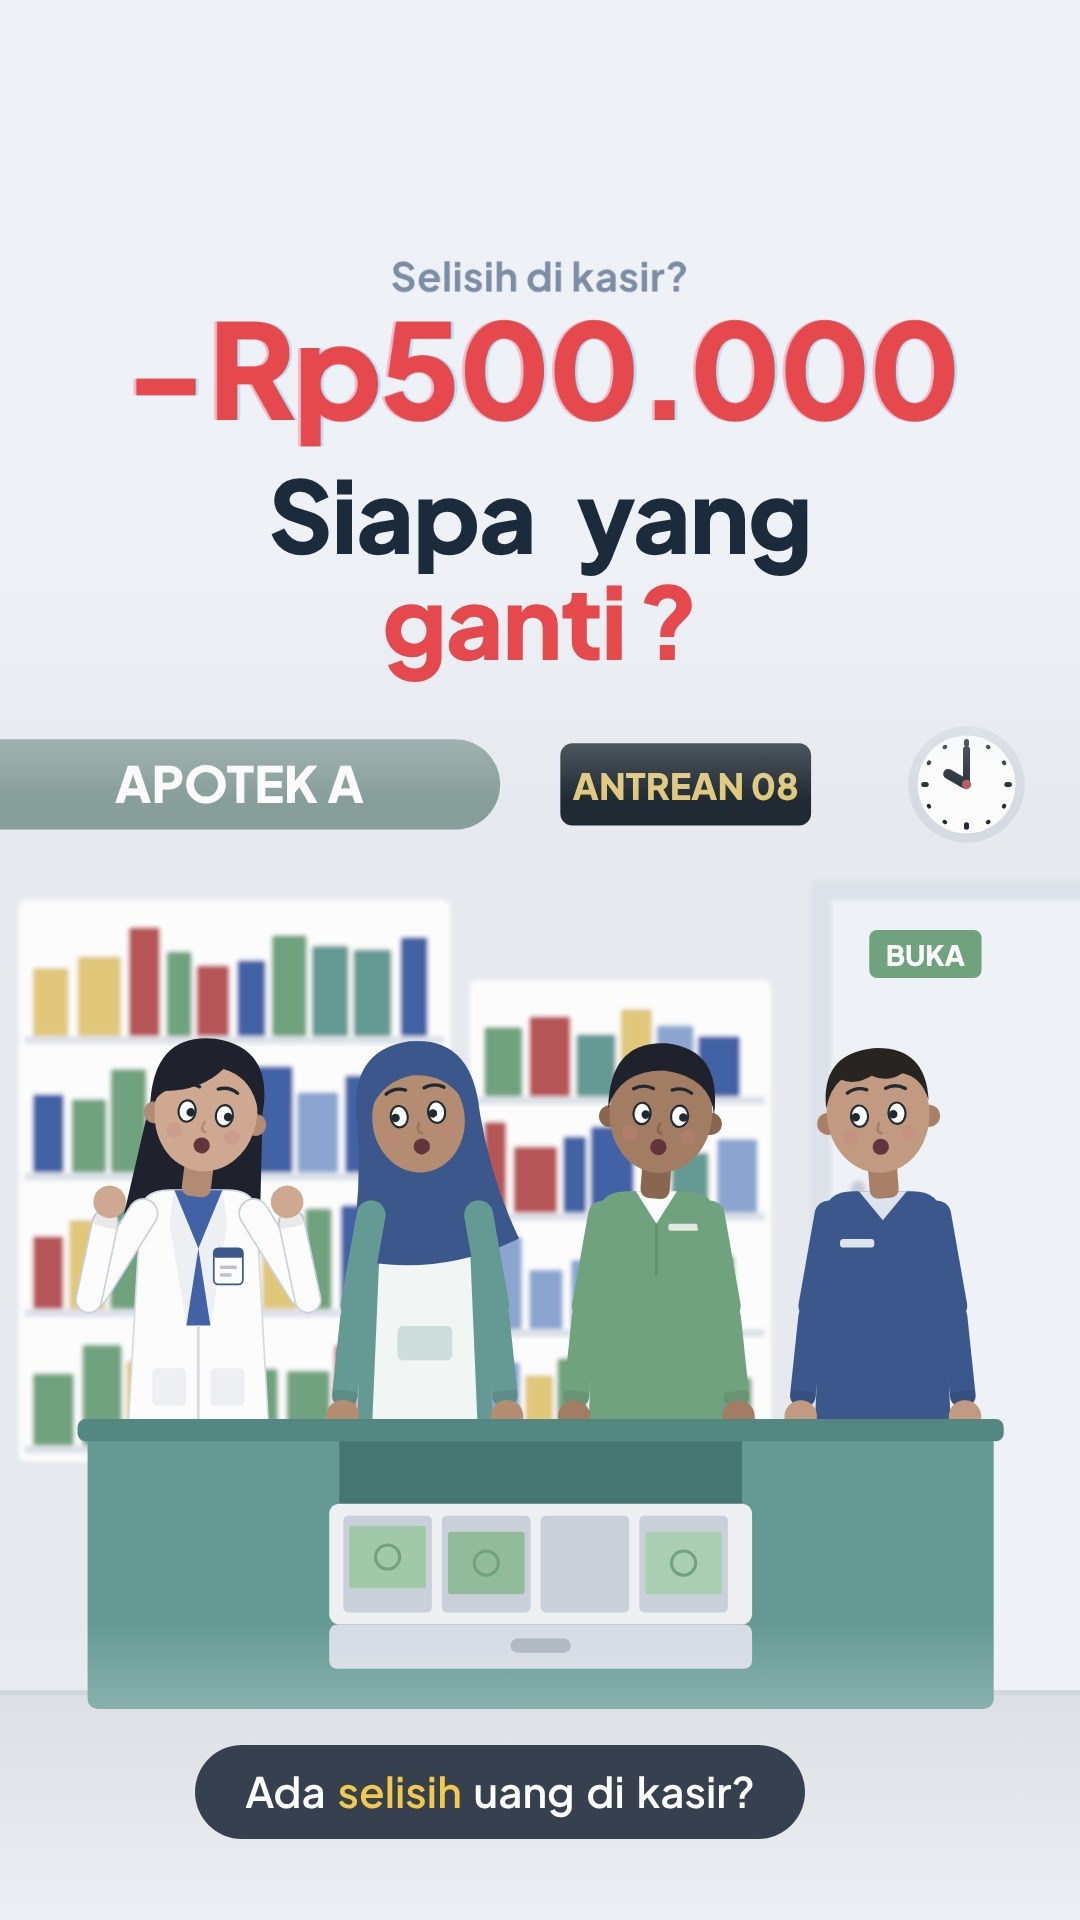 Selisih di kasir?
-Rp500.000
Siapa yang
ganti?
APOTEK A
ANTREAN 08
BUKA
Ada selisih uang di kasir?